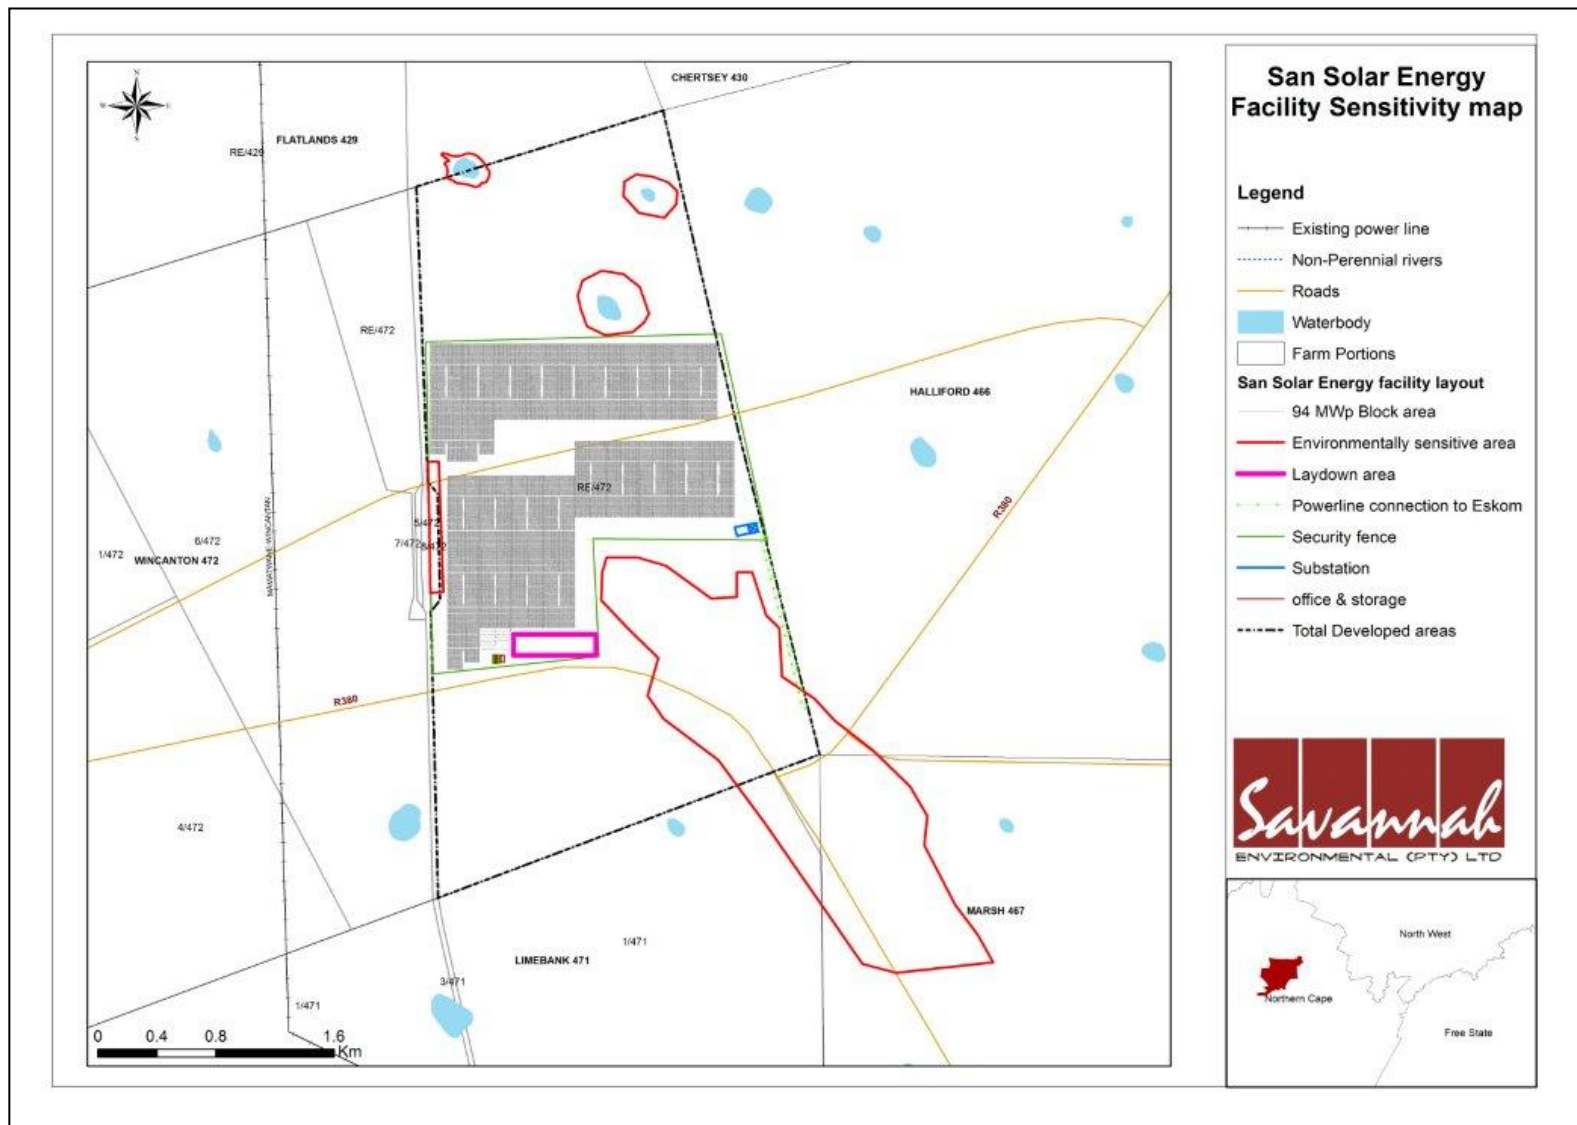 San Solar Energy
Facility Sensitivity map
Legend
Existing power line
Non-Perennial rivers
Roads
Waterbody
Farm Portions
San Solar Energy facility layout
94 MWp Block area
Environmentally sensitive area
Laydown area
Powerline connection to Eskom
Security fence
Substation
office & storage
Total Developed areas
Savannah
ENVIRONMENTAL (PTY) LTD
North West
Northern Cape
Free State
N
W
E
S
CHERTSEY 430
FLATLANDS 429
RE/429
RE/472
HALLIFORD 466
RE/472
R380
5/472
7/472
8/472
6/472
1/472
WINCANTON 472
R380
4/472
MARSH 467
1/471
LIMEBANK 471
3/471
1/471
0 0.4 0.8 1.6
Km